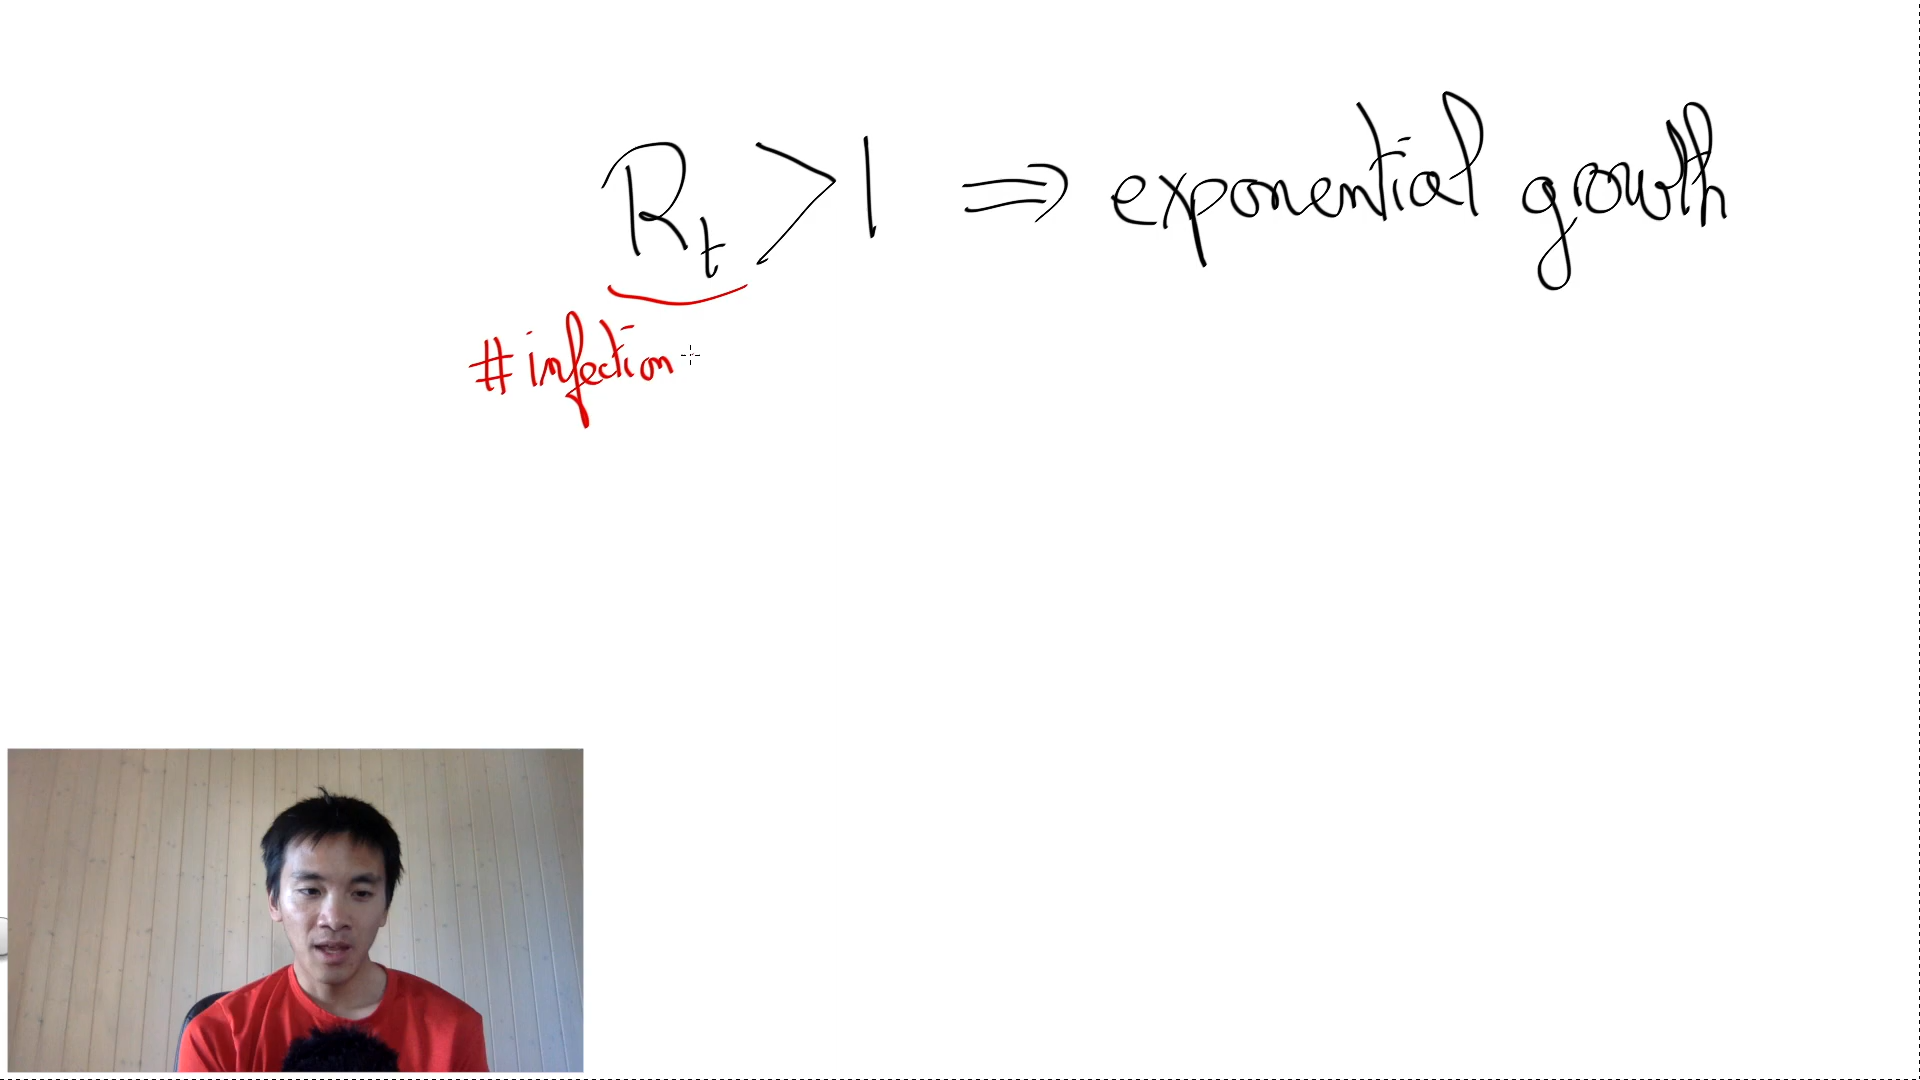 Rt > 1 ⇒ exponential growth
# infection